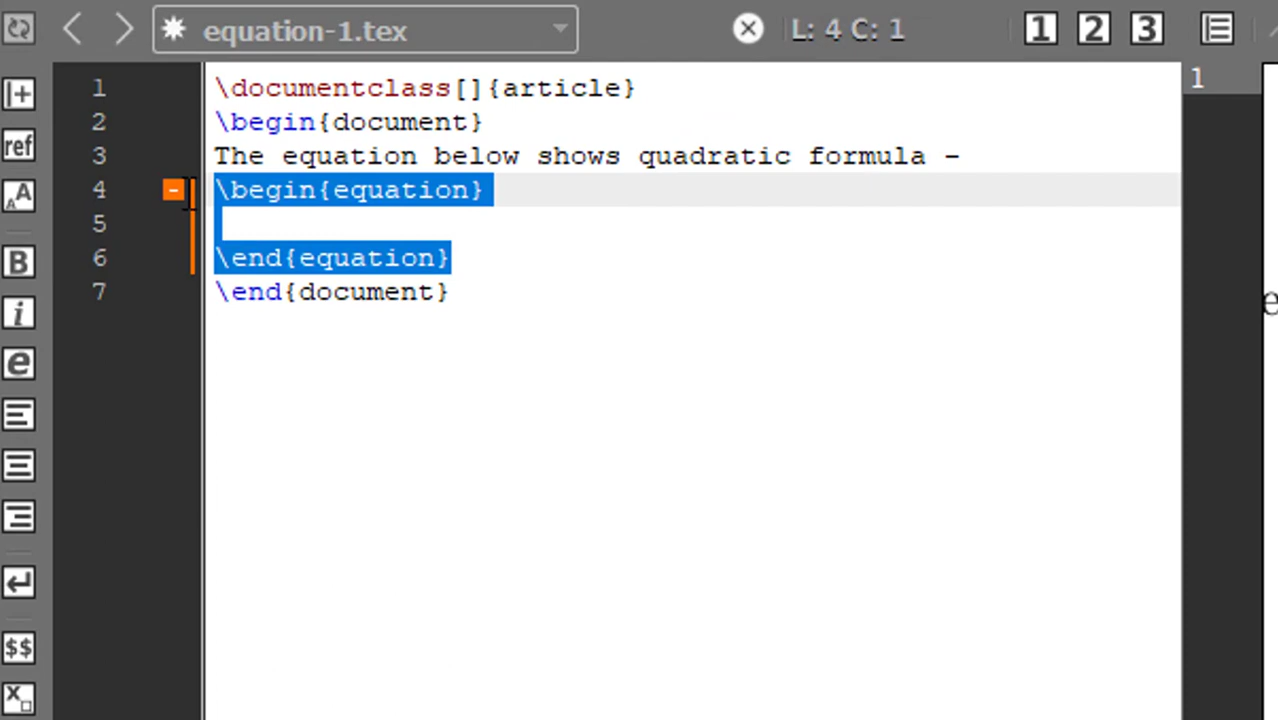 equation-1.tex L: 4 C: 1 1 2 3
1 \documentclass[]{article} 1
2 \begin{document}
3 The equation below shows quadratic formula -
4 \begin{equation}
5
6 \end{equation}
7 \end{document}
ref
A A
B
i
e
$$
X
e